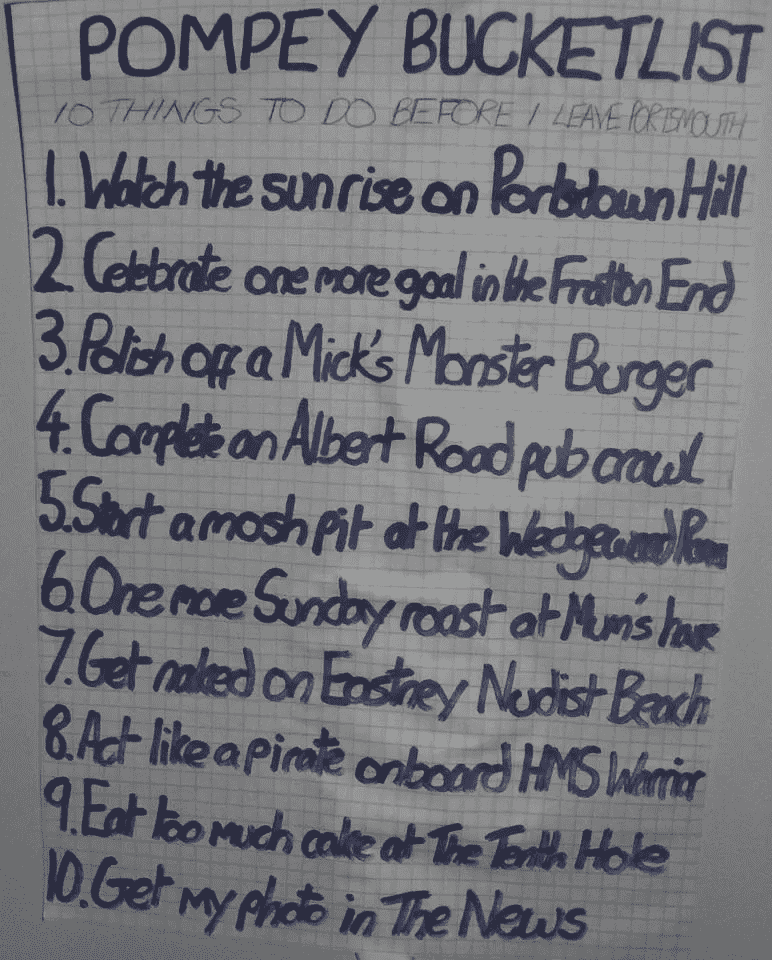 POMPEY BUCKETLIST
10 THINGS TO DO BEFORE I LEAVE PORTSMOUTH
1. Watch the sunrise on Portsdown Hill
2. Celebrate one more goal in the Fratton End
3. Polish off a Mick's Monster Burger
4. Complete an Albert Road pub crawl
5. Start a mosh pit at the Wedgewood Room
6. One more Sunday roast at Mum's house
7. Get naked on Eastney Nudist Beach
8. Act like a pirate onboard HMS Warrior
9. Eat too much cake at The Tenth Hole
10. Get my photo in The News